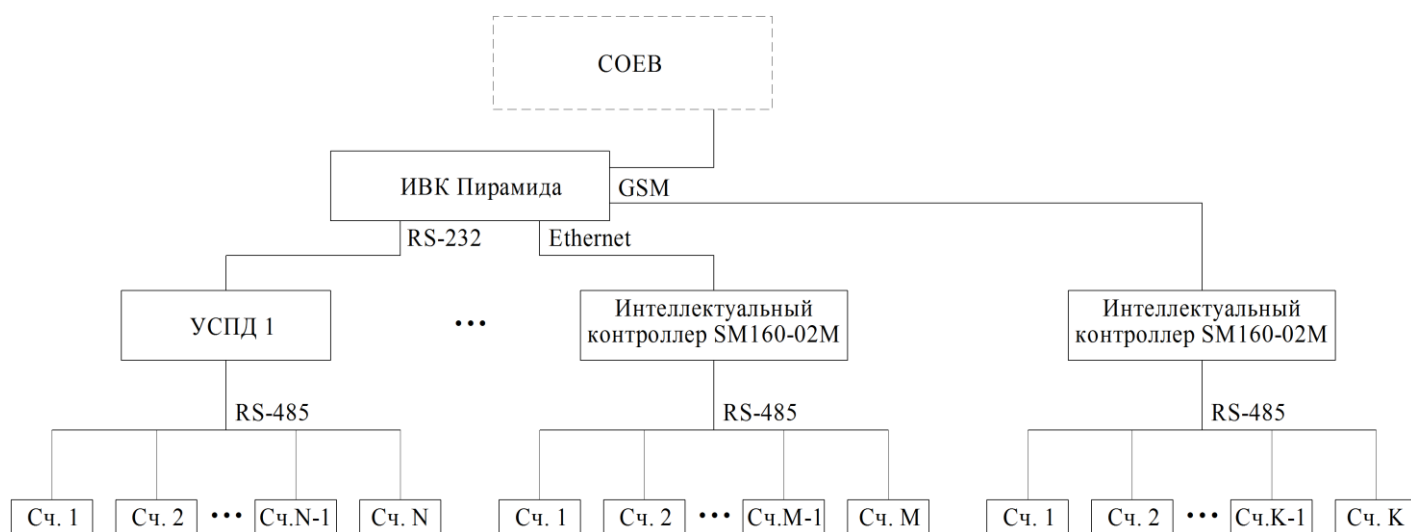 СОЕВ
ИВК Пирамида
GSM
RS-232
Ethernet
УСПД 1
•••
Интеллектуальный
контроллер SM160-02M
Интеллектуальный
контроллер SM160-02M
RS-485
RS-485
RS-485
Сч. 1
Сч. 2
•••
Сч.N-1
Сч. N
Сч. 1
Сч. 2
•••
Сч.M-1
Сч. M
Сч. 1
Сч. 2
•••
Сч.K-1
Сч. K